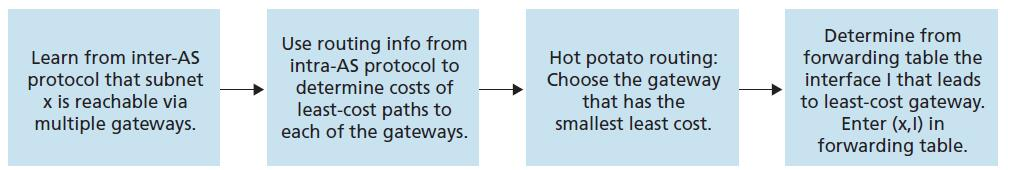 Learn from inter-AS
protocol that subnet
x is reachable via
multiple gateways.
Use routing info from
intra-AS protocol to
determine costs of
least-cost paths to
each of the gateways.
Hot potato routing:
Choose the gateway
that has the
smallest least cost.
Determine from
forwarding table the
interface I that leads
to least-cost gateway.
Enter (x,I) in
forwarding table.